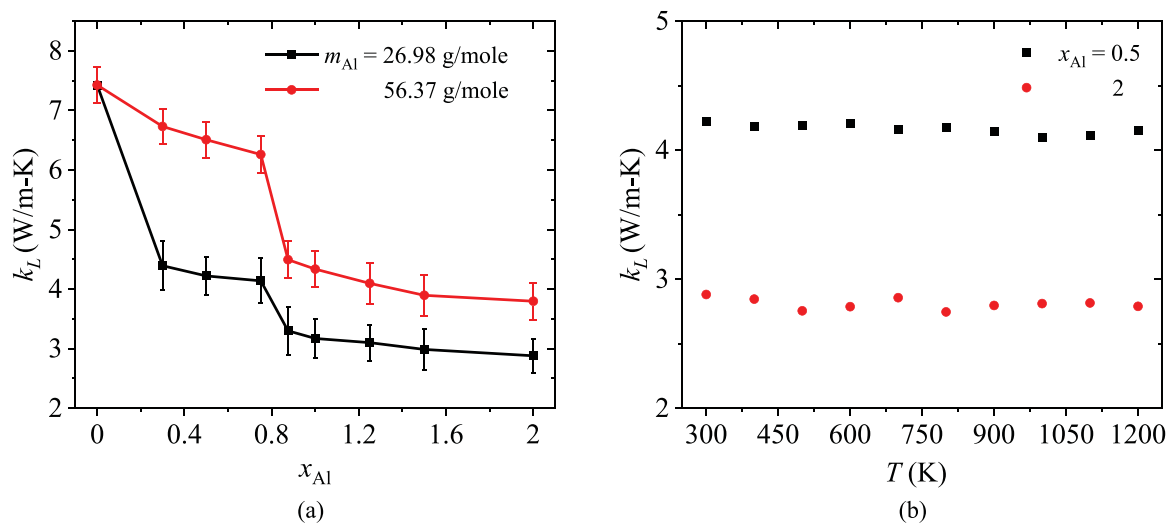 8
7
6
5
4
3
2
k_L (W/m-K)
m_Al = 26.98 g/mole
56.37 g/mole
0
0.4
0.8
1.2
1.6
2
x_Al
(a)
5
4
3
2
k_L (W/m-K)
x_Al = 0.5
2
300
450
600
750
900
1050
1200
T (K)
(b)